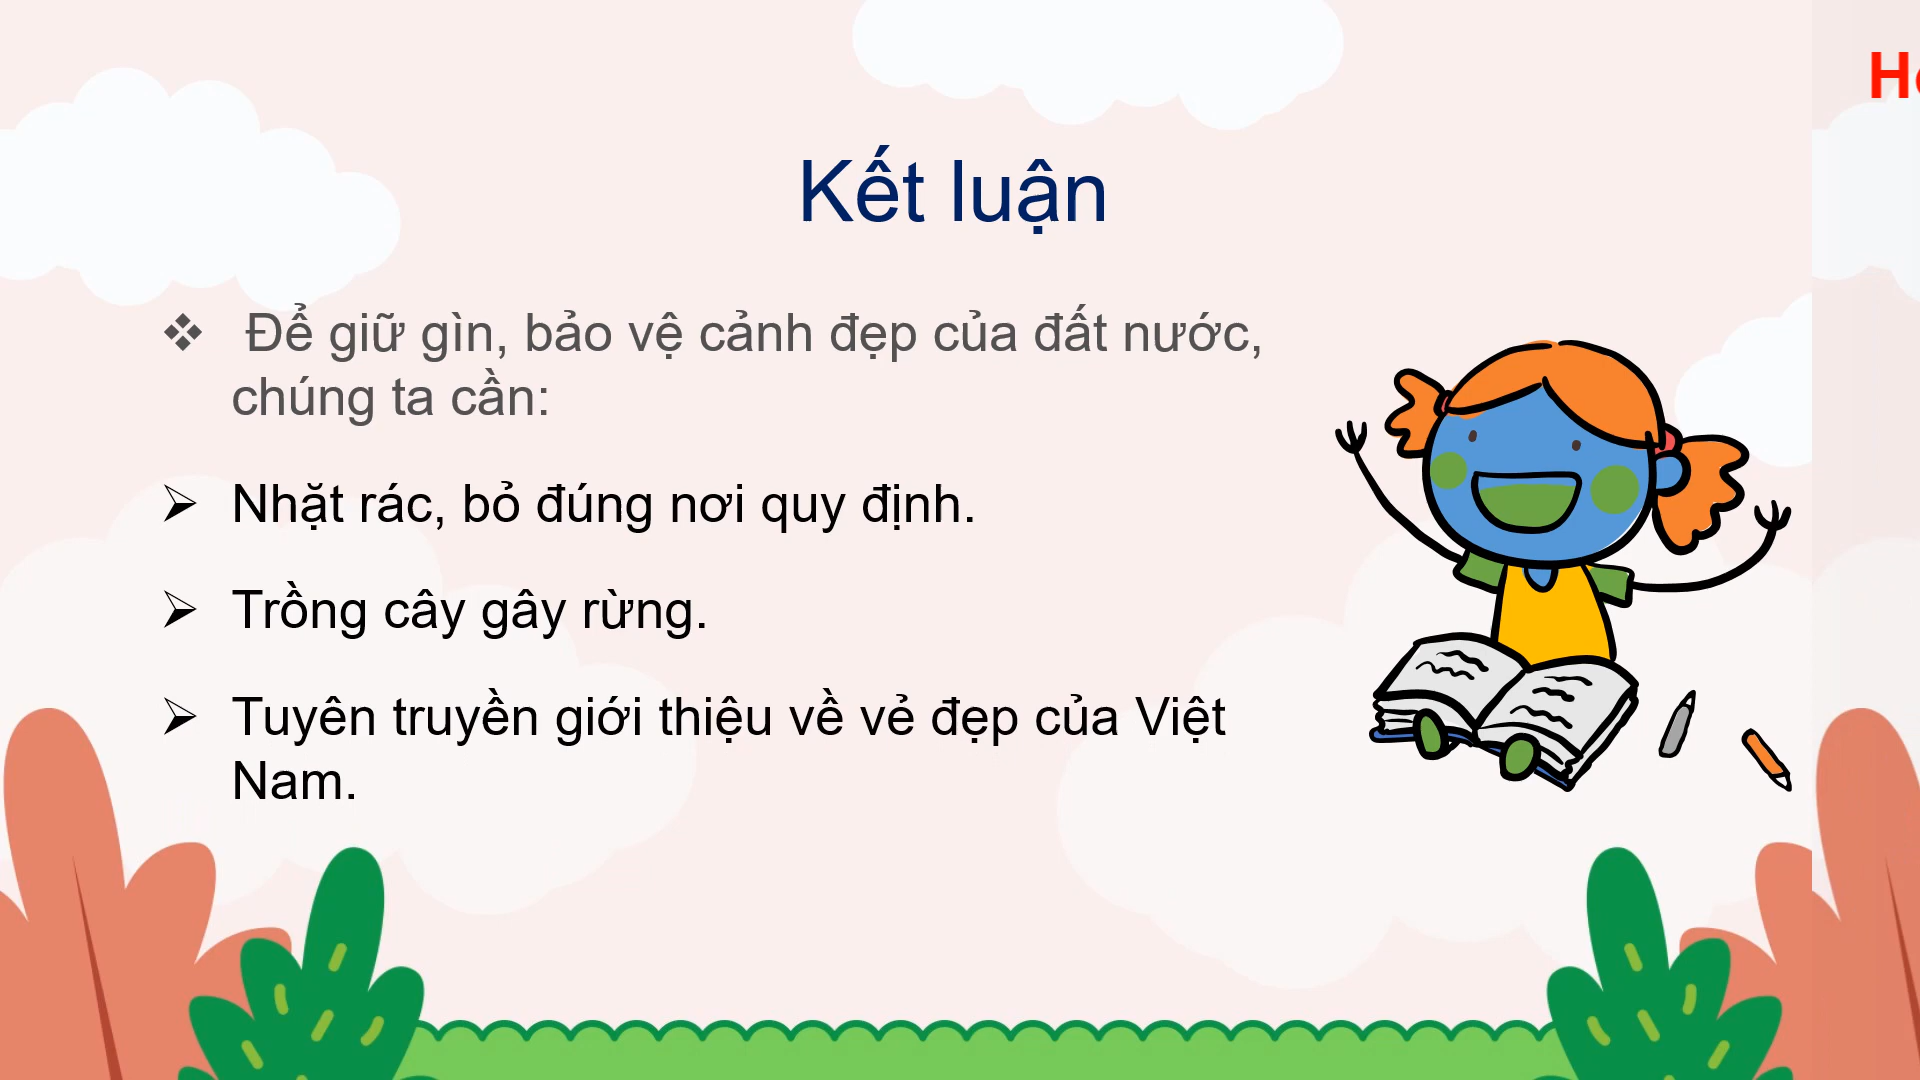 Kết luận
Để giữ gìn, bảo vệ cảnh đẹp của đất nước,
chúng ta cần:
Nhặt rác, bỏ đúng nơi quy định.
Trồng cây gây rừng.
Tuyên truyền giới thiệu về vẻ đẹp của Việt
Nam.